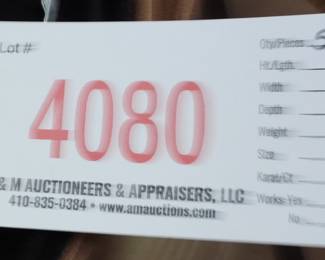 Lot #
4080
& M AUCTIONEERS & APPRAISERS, LLC
410-835-0384 • www.amauctions.com
Qty/Pieces
Ht./Lgth.
Width
Depth
Weight
Size
Karat/Ct
Works: Yes
No